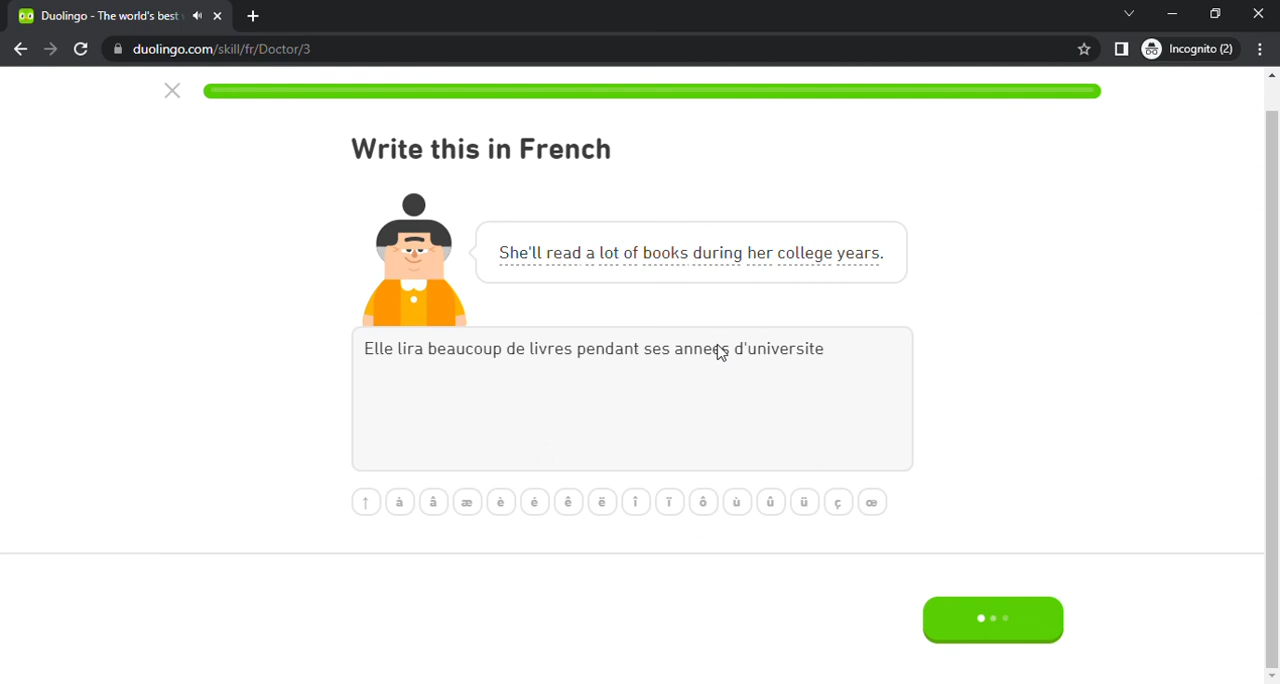 Duolingo - The world's best
duolingo.com/skill/fr/Doctor/3
Incognito (2)
Write this in French
She'll read a lot of books during her college years.
Elle lira beaucoup de livres pendant ses annees d'universite
↑ à â æ è é ê ë î ï ô ù û ü ç œ